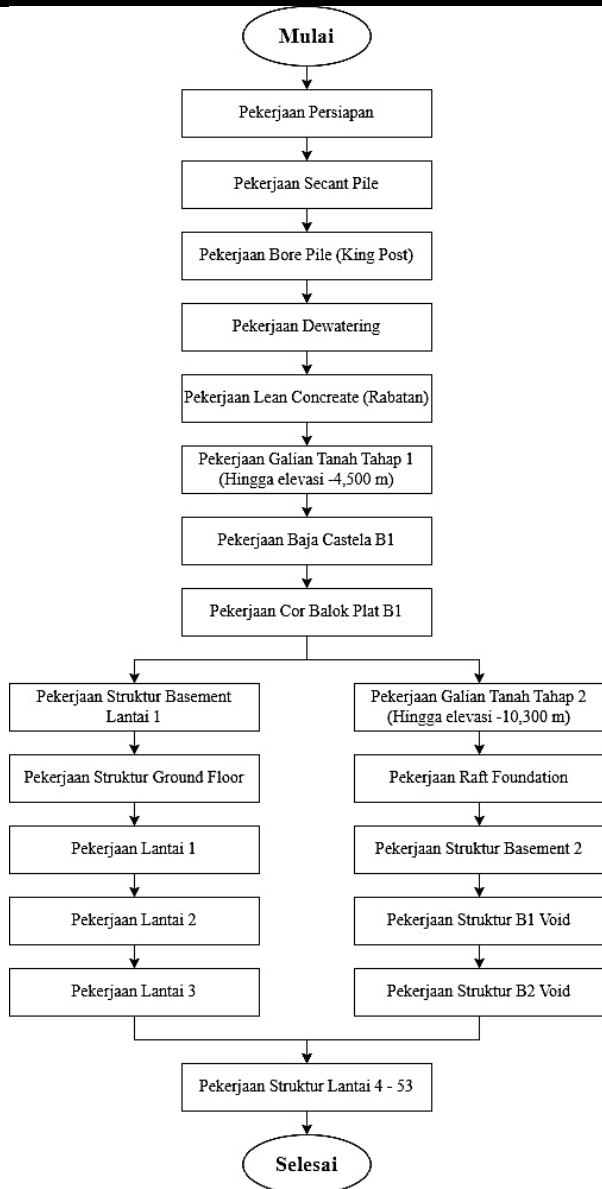 Mulai
Pekerjaan Persiapan
Pekerjaan Secant Pile
Pekerjaan Bore Pile (King Post)
Pekerjaan Dewatering
Pekerjaan Lean Concreate (Rabatan)
Pekerjaan Galian Tanah Tahap 1
(Hingga elevasi -4,500 m)
Pekerjaan Baja Castela B1
Pekerjaan Cor Balok Plat B1
Pekerjaan Struktur Basement
Lantai 1
Pekerjaan Struktur Ground Floor
Pekerjaan Lantai 1
Pekerjaan Lantai 2
Pekerjaan Lantai 3
Pekerjaan Galian Tanah Tahap 2
(Hingga elevasi -10,300 m)
Pekerjaan Raft Foundation
Pekerjaan Struktur Basement 2
Pekerjaan Struktur B1 Void
Pekerjaan Struktur B2 Void
Pekerjaan Struktur Lantai 4 - 53
Selesai